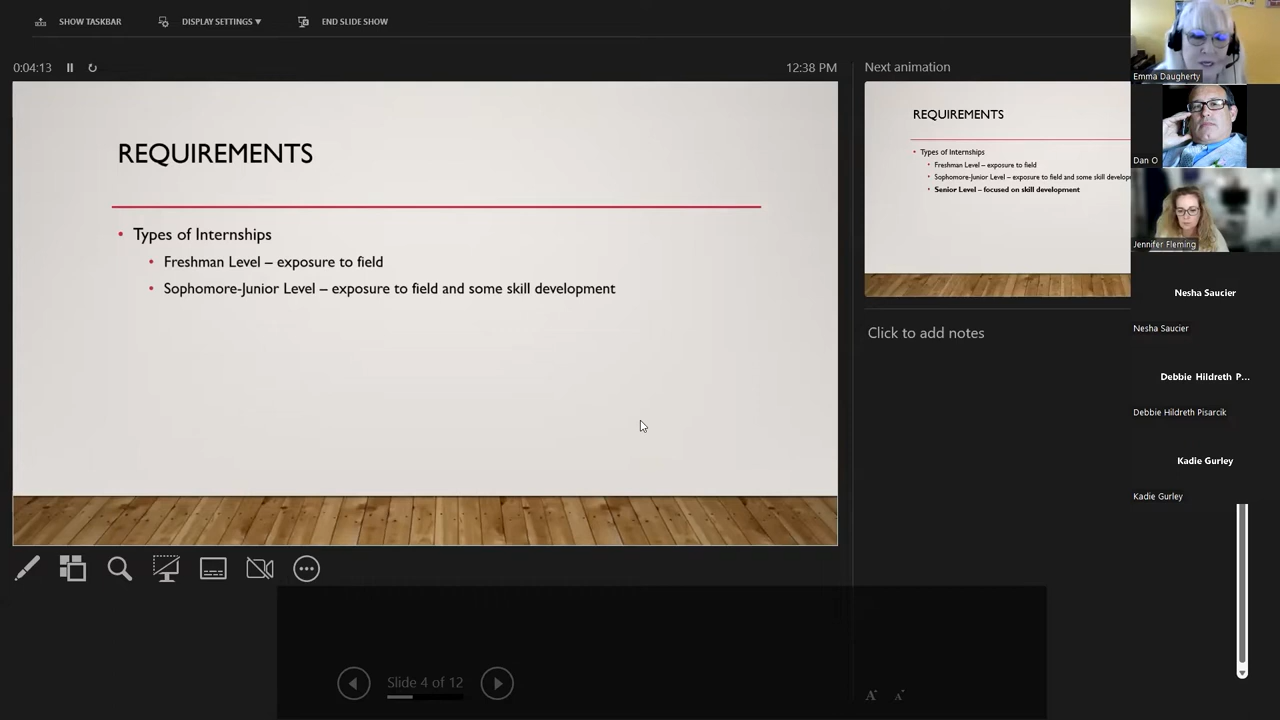 SHOW TASKBAR
DISPLAY SETTINGS ▼
END SLIDE SHOW
0:04:13
12:38 PM
REQUIREMENTS
• Types of Internships
• Freshman Level – exposure to field
• Sophomore-Junior Level – exposure to field and some skill development
Slide 4 of 12
Next animation
REQUIREMENTS
• Types of Internships
• Freshman Level – exposure to field
• Sophomore-Junior Level – exposure to field and some skill develop
• Senior Level – focused on skill development
Click to add notes
A
A
Emma Daugherty
Dan O
Jennifer Fleming
Nesha Saucier
Nesha Saucier
Debbie Hildreth P...
Debbie Hildreth Pisarcik
Kadie Gurley
Kadie Gurley